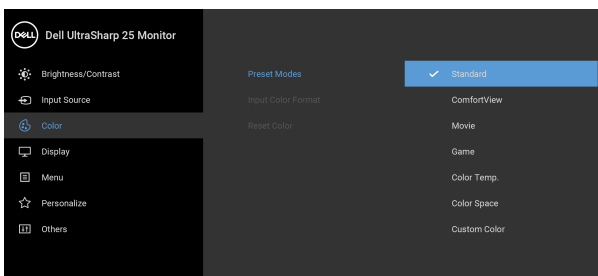 DELL Dell UltraSharp 25 Monitor
Brightness/Contrast
Input Source
Color
Display
Menu
Personalize
Others
Preset Modes
Input Color Format
Reset Color
Standard
ComfortView
Movie
Game
Color Temp.
Color Space
Custom Color